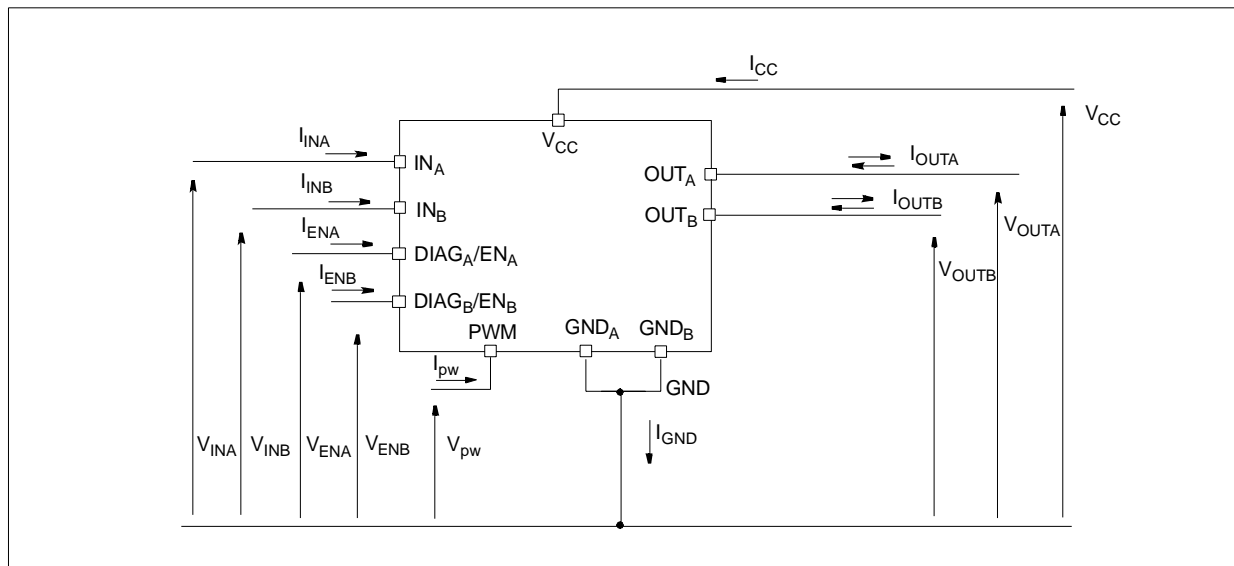 I_CC
V_CC
V_CC
I_INA
IN_A
OUT_A
I_OUTA
I_INB
IN_B
OUT_B
I_OUTB
I_ENA
DIAG_A/EN_A
V_OUTA
I_ENB
DIAG_B/EN_B
V_OUTB
PWM
GND_A
GND_B
I_pw
GND
V_INA
V_INB
V_ENA
V_ENB
V_pw
I_GND